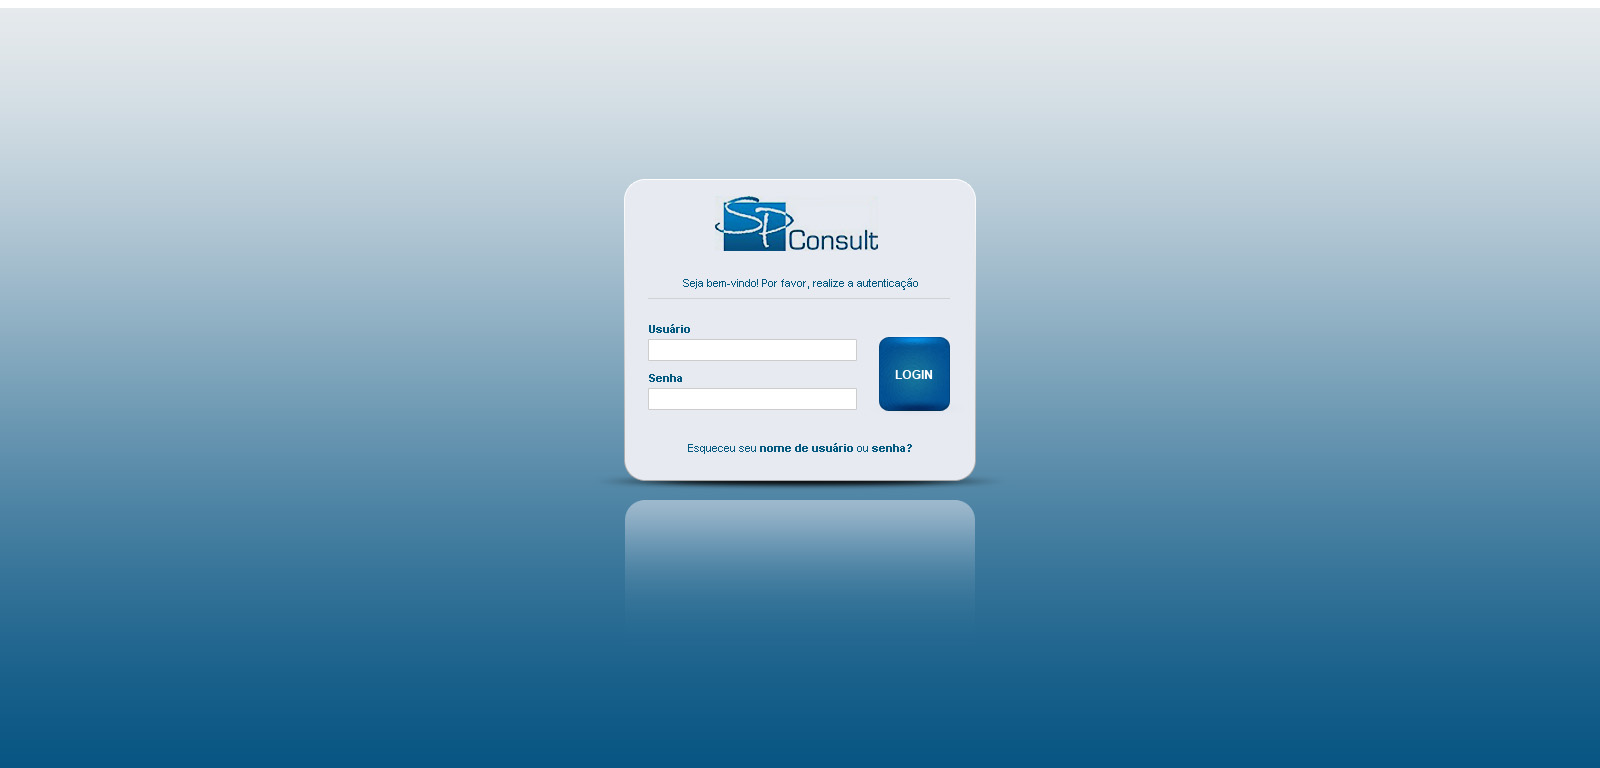 SP Consult
Seja bem-vindo! Por favor, realize a autenticação
Usuário
Senha
LOGIN
Esqueceu seu nome de usuário ou senha?